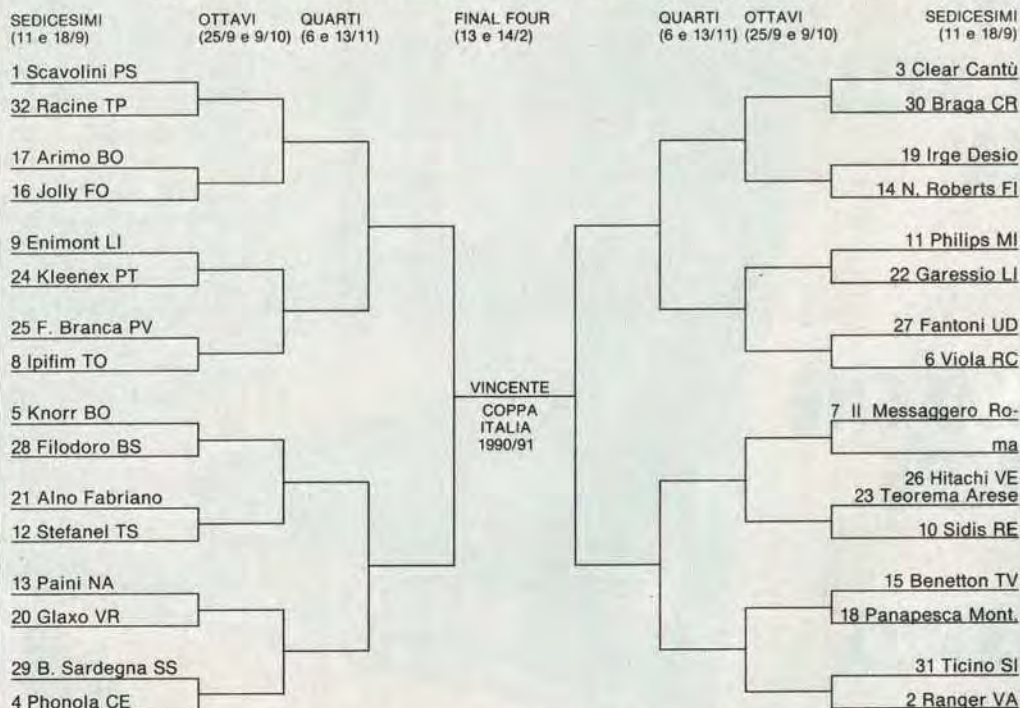 SEDICESIMI
(11 e 18/9)
OTTAVI
(25/9 e 9/10)
QUARTI
(6 e 13/11)
FINAL FOUR
(13 e 14/2)
QUARTI
(6 e 13/11)
OTTAVI
(25/9 e 9/10)
SEDICESIMI
(11 e 18/9)
1 Scavolini PS
32 Racine TP
17 Arimo BO
16 Jolly FO
9 Enimont LI
24 Kleenex PT
25 F. Branca PV
8 Ipifim TO
5 Knorr BO
28 Filodoro BS
21 Alno Fabriano
12 Stefanel TS
13 Paini NA
20 Glaxo VR
29 B. Sardegna SS
4 Phonola CE
VINCENTE
COPPA
ITALIA
1990/91
3 Clear Cantù
30 Braga CR
19 Irge Desio
14 N. Roberts FI
11 Philips MI
22 Garessio LI
27 Fantoni UD
6 Viola RC
7 Il Messaggero Ro-
ma
26 Hitachi VE
23 Teorema Arese
10 Sidis RE
15 Benetton TV
18 Panapesca Mont.
31 Ticino SI
2 Ranger VA